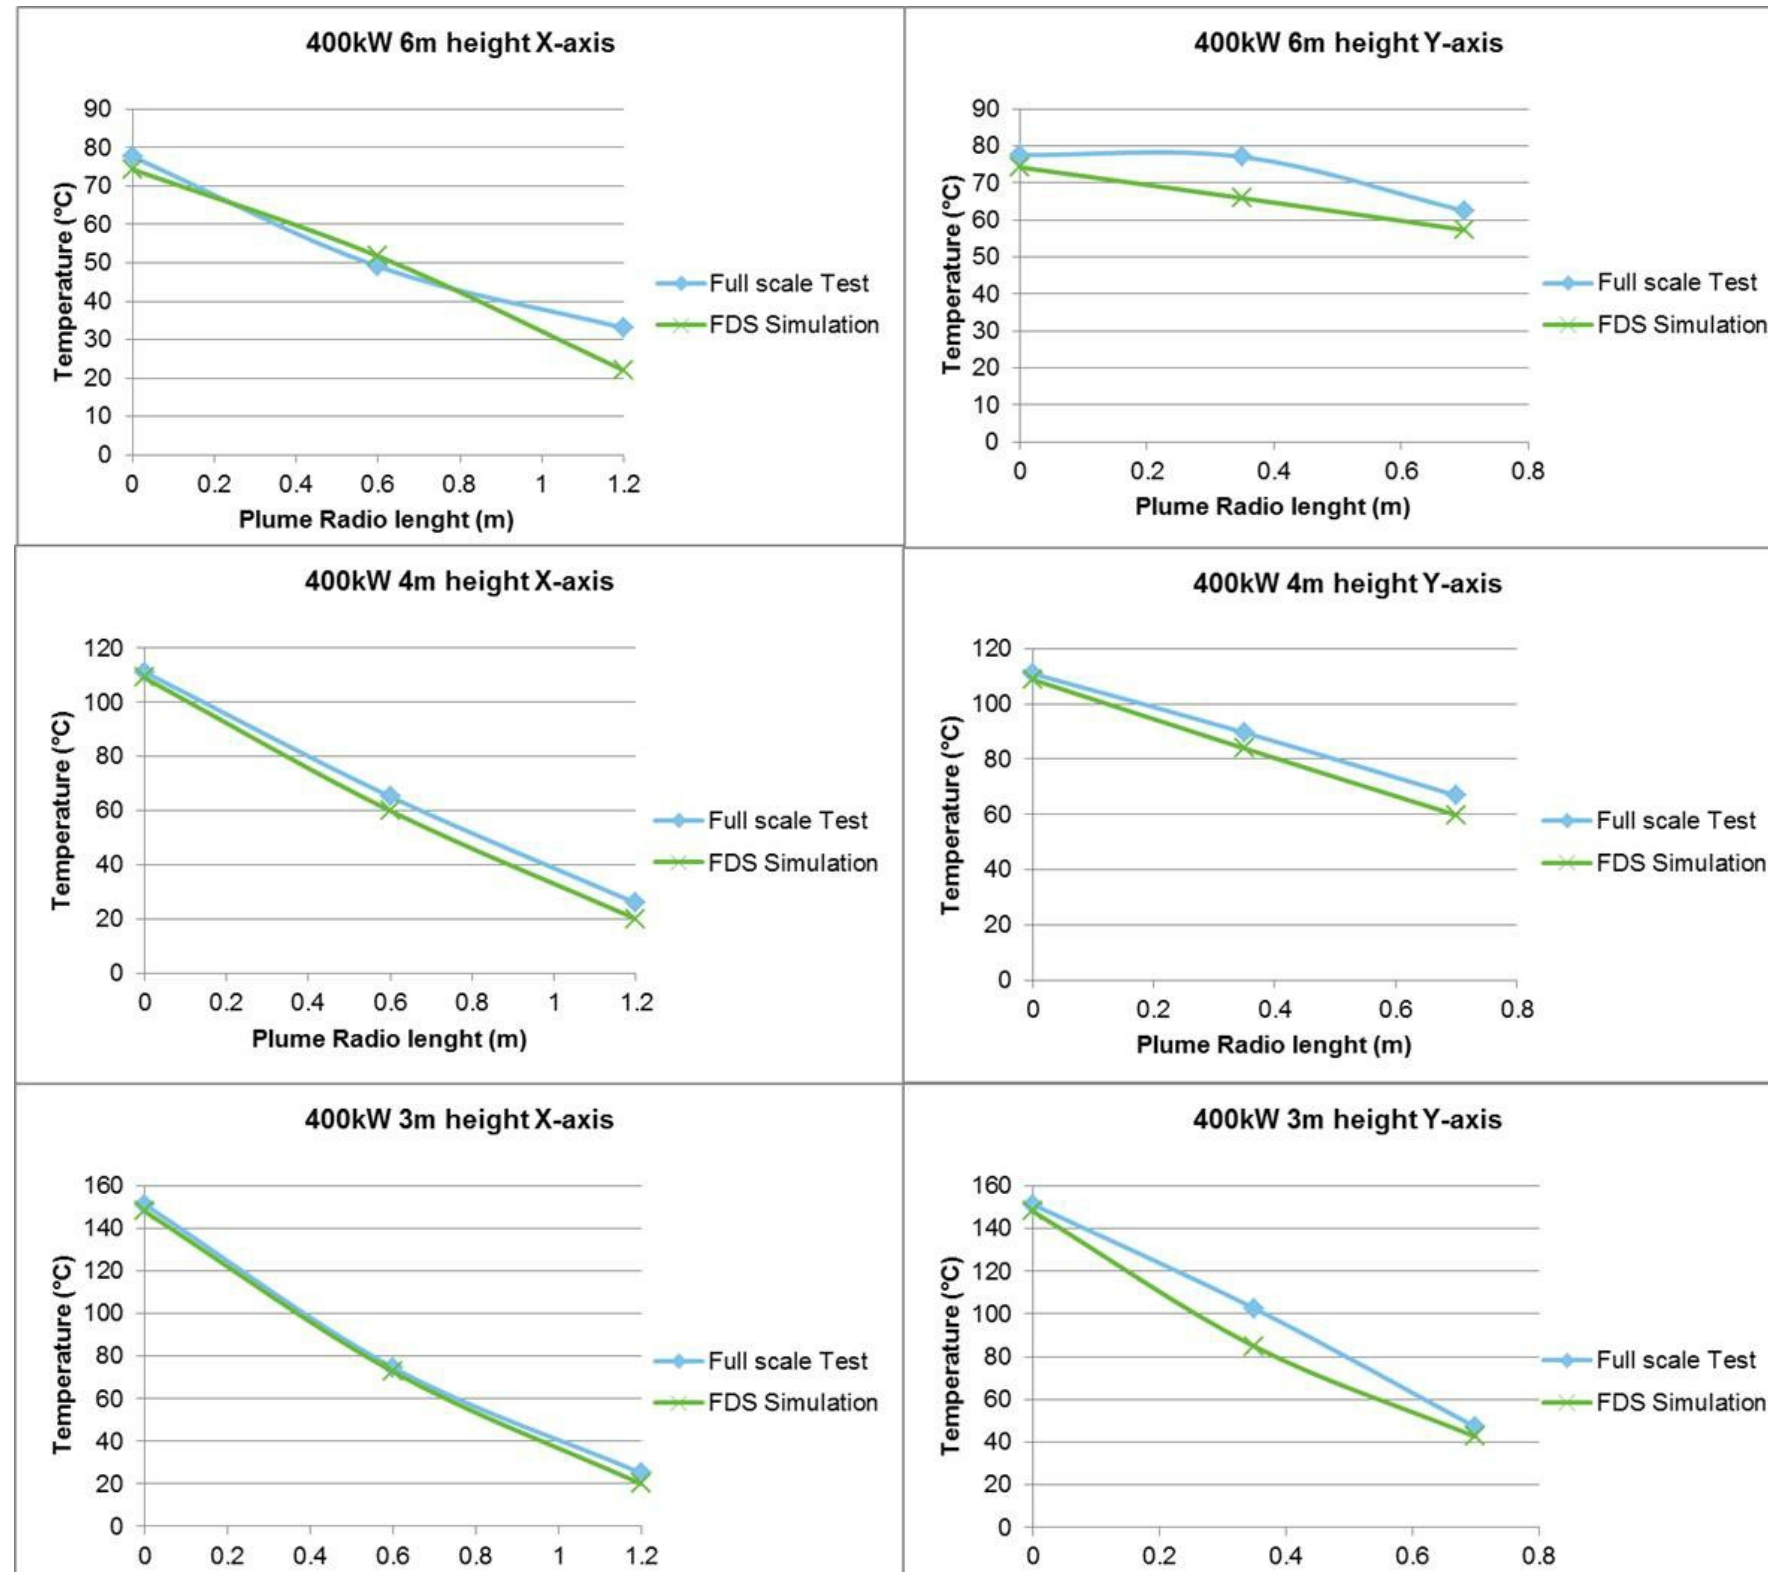 400kW 6m height X-axis
90
80
70
60
50
40
30
20
10
0
Temperature (°C)
0 0.2 0.4 0.6 0.8 1 1.2
Plume Radio lenght (m)
Full scale Test
FDS Simulation
400kW 6m height Y-axis
90
80
70
60
50
40
30
20
10
0
Temperature (°C)
0 0.2 0.4 0.6 0.8
Plume Radio lenght (m)
Full scale Test
FDS Simulation
400kW 4m height X-axis
120
100
80
60
40
20
0
Temperature (°C)
0 0.2 0.4 0.6 0.8 1 1.2
Plume Radio lenght (m)
Full scale Test
FDS Simulation
400kW 4m height Y-axis
120
100
80
60
40
20
0
Temperature (°C)
0 0.2 0.4 0.6 0.8
Plume Radio lenght (m)
Full scale Test
FDS Simulation
400kW 3m height X-axis
160
140
120
100
80
60
40
20
0
Temperature (°C)
0 0.2 0.4 0.6 0.8 1 1.2
Full scale Test
FDS Simulation
400kW 3m height Y-axis
160
140
120
100
80
60
40
20
0
Temperature (°C)
0 0.2 0.4 0.6 0.8
Full scale Test
FDS Simulation